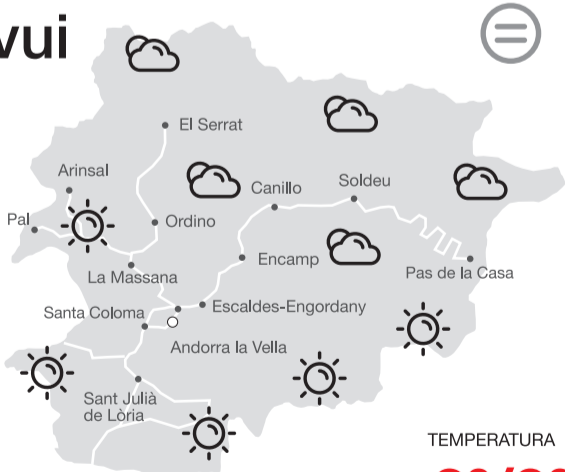 vui
El Serrat
Arinsal
Canillo
Soldeu
Pal
Ordino
Encamp
La Massana
Pas de la Casa
Santa Coloma
Escaldes-Engordany
Andorra la Vella
Sant Julià
de Lòria
TEMPERATURA